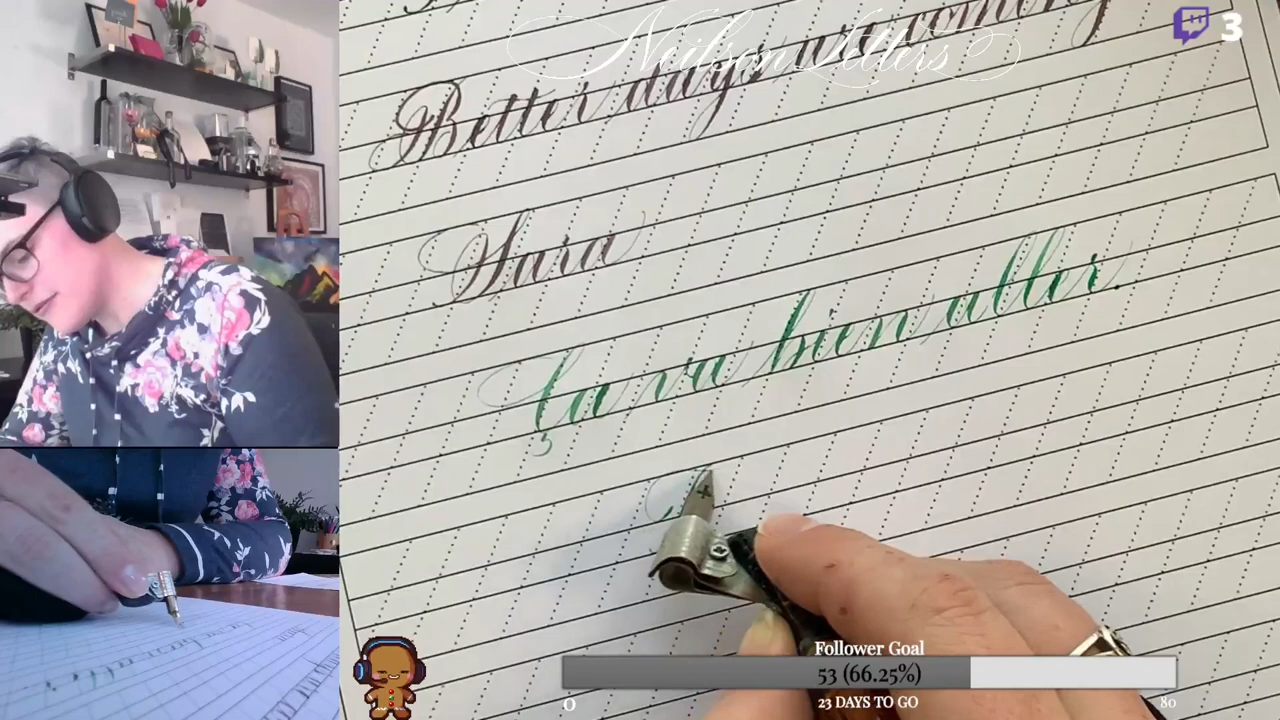 Neilson Letters
3
Better days are coming
Sara
Ça va bien aller.
Follower Goal
53 (66.25%)
0
23 DAYS TO GO
80